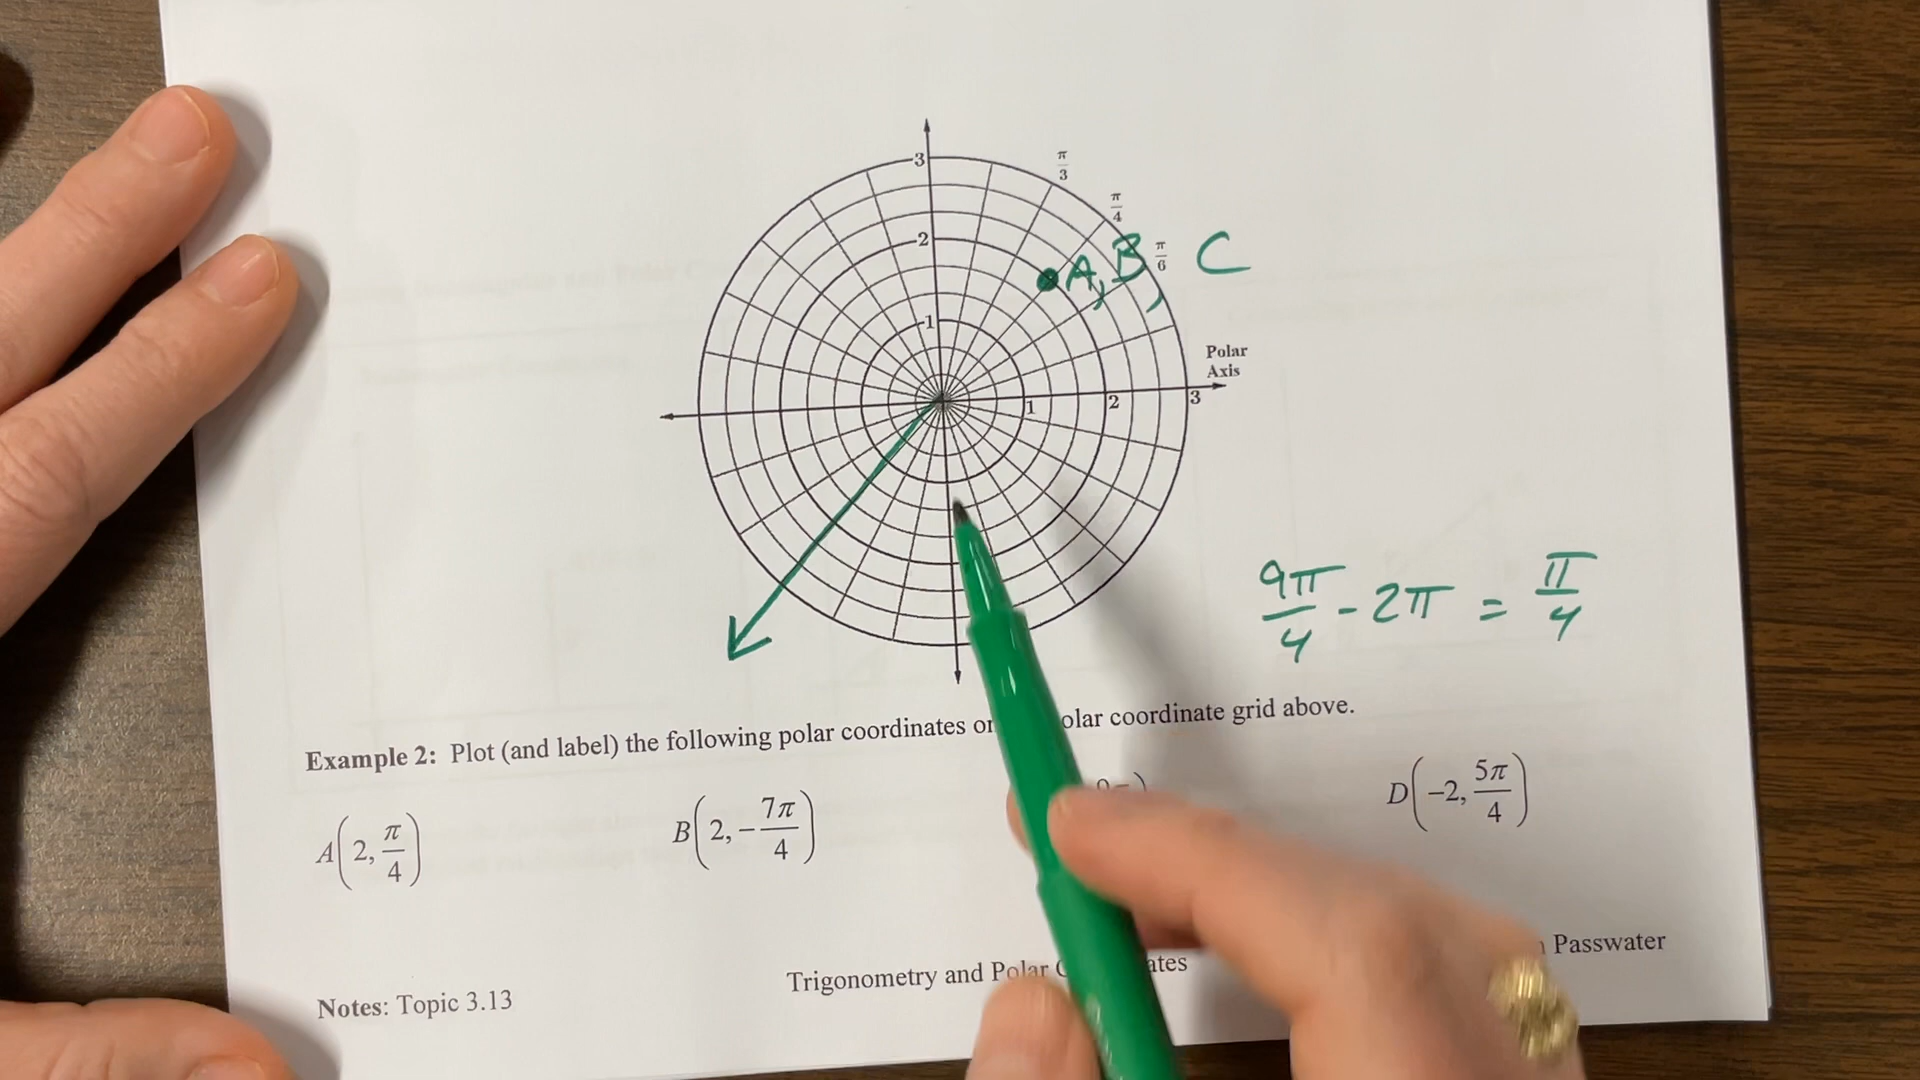 3
π/3
π/4
2
A, B, π/6 C
1
Polar
Axis
1 2 3
9π/4 - 2π = π/4
Example 2: Plot (and label) the following polar coordinates olar coordinate grid above.
A(2, π/4) B(2, -7π/4) D(-2, 5π/4)
Passwater
Trigonometry and Polar
Notes: Topic 3.13